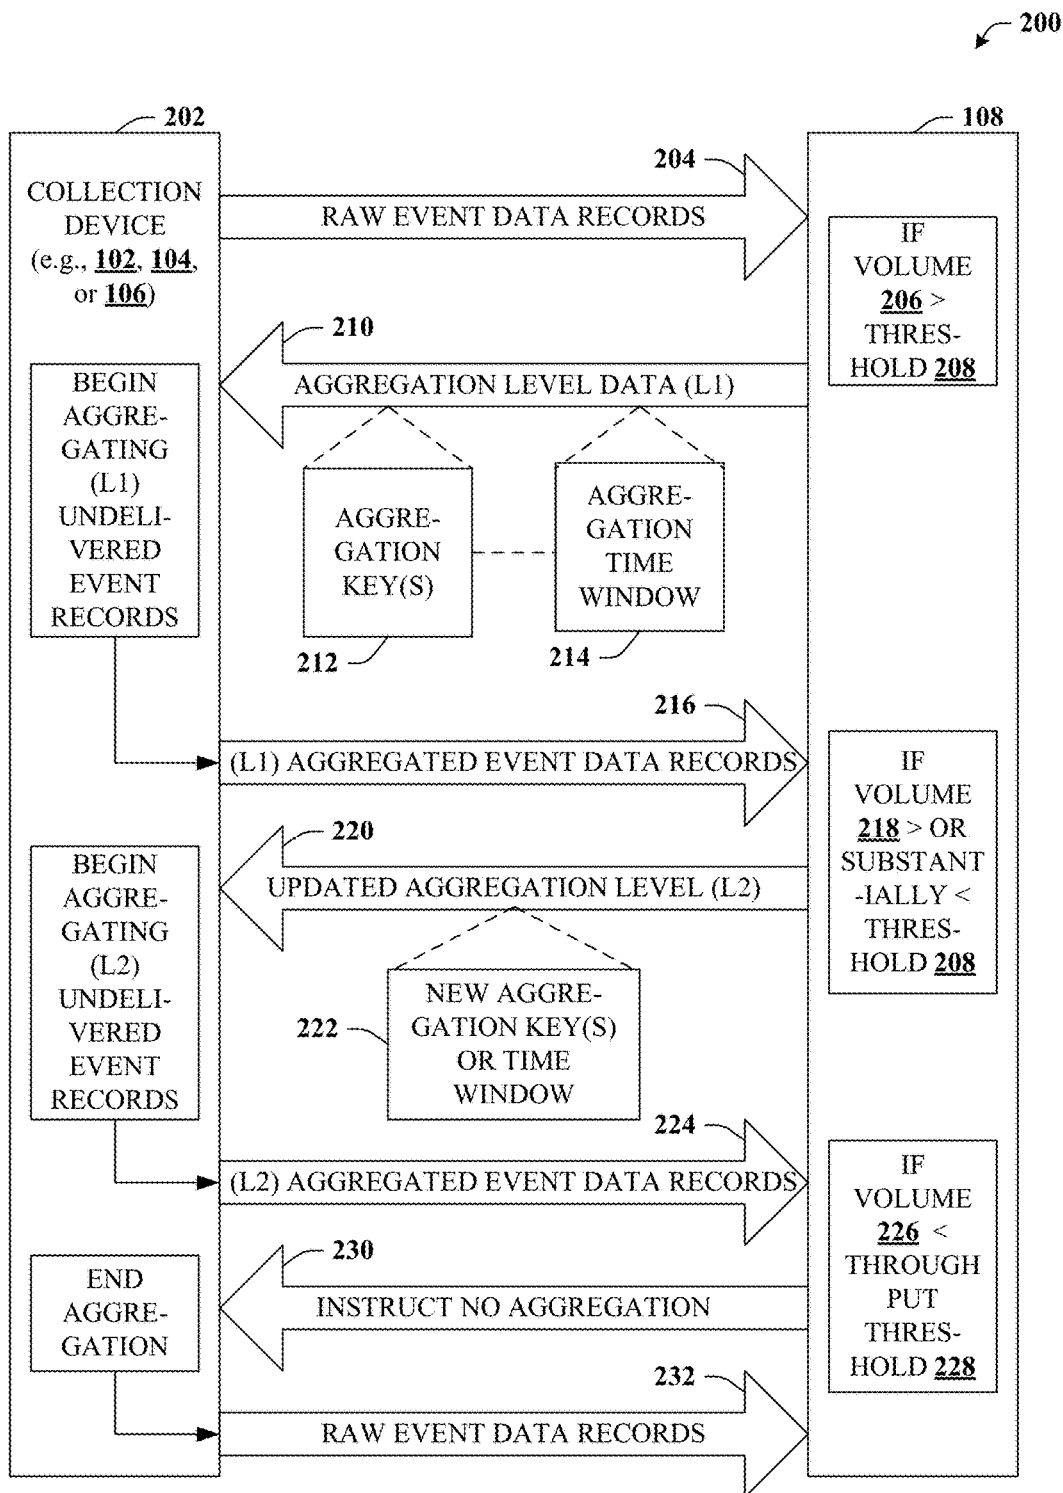 200
202
108
COLLECTION
DEVICE
(e.g., 102, 104,
or 106)
204
RAW EVENT DATA RECORDS
IF
VOLUME
206 >
THRES-
HOLD 208
210
AGGREGATION LEVEL DATA (L1)
BEGIN
AGGRE-
GATING
(L1)
UNDELI-
VERED
EVENT
RECORDS
AGGRE-
GATION
KEY(S)
212
AGGRE-
GATION
TIME
WINDOW
214
216
(L1) AGGREGATED EVENT DATA RECORDS
IF
VOLUME
218 > OR
SUBSTANT
-IALLY <
THRES-
HOLD 208
220
UPDATED AGGREGATION LEVEL (L2)
BEGIN
AGGRE-
GATING
(L2)
UNDELI-
VERED
EVENT
RECORDS
222
NEW AGGRE-
GATION KEY(S)
OR TIME
WINDOW
224
(L2) AGGREGATED EVENT DATA RECORDS
IF
VOLUME
226 <
THROUGH
PUT
THRES-
HOLD 228
230
INSTRUCT NO AGGREGATION
END
AGGRE-
GATION
232
RAW EVENT DATA RECORDS